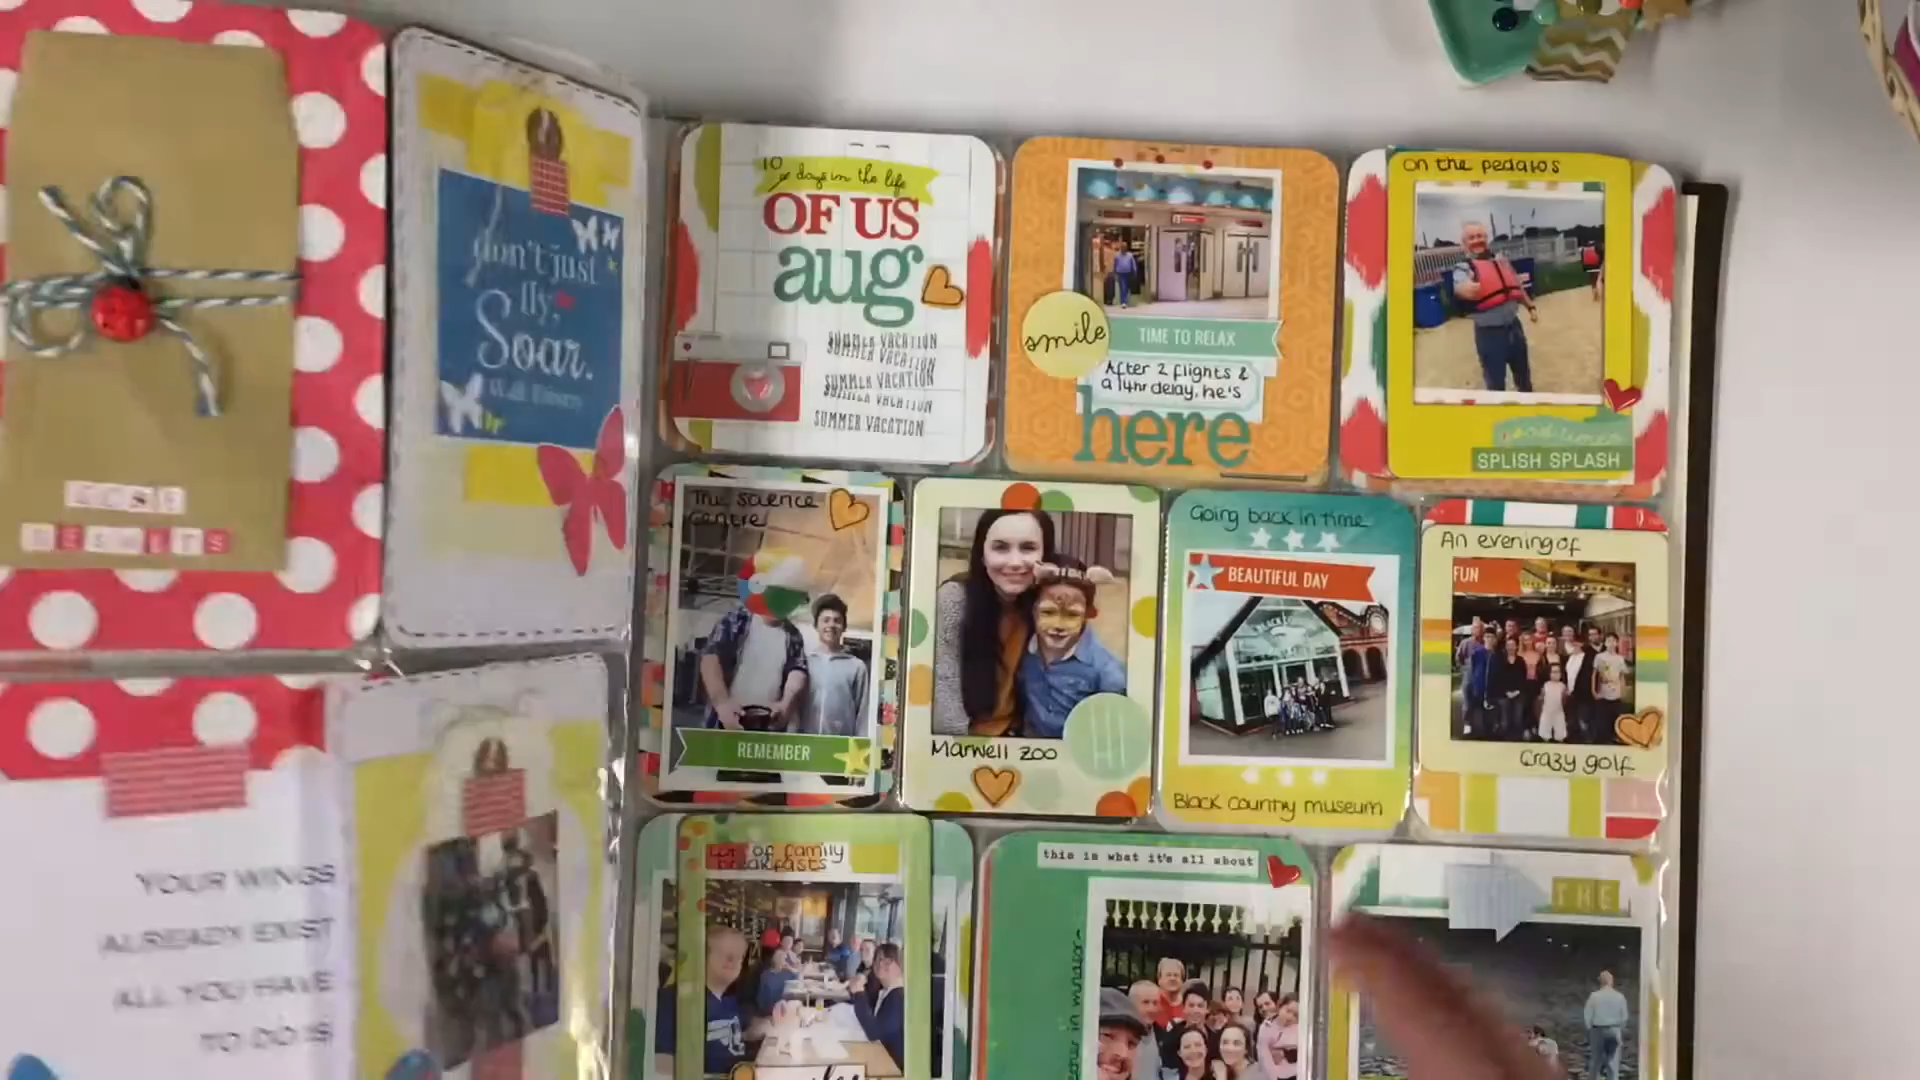 don't just
fly,
Soar.
YOUR WINGS
ALREADY EXIST
ALL YOU HAVE
TO DO IS
10
days in the life
OF US
aug
SUMMER VACATION
SUMMER VACATION
SUMMER VACATION
SUMMER VACATION
SUMMER VACATION
smile
TIME TO RELAX
After 2 flights &
a 14hr delay, he's
here
On the pedalos
SPLISH SPLASH
The science
centre
REMEMBER
HI
Marwell zoo
Going back in time
BEAUTIFUL DAY
BLACK
Black country museum
An evening of
FUN
Crazy golf
of family
breakfasts
this is what it's all about
THE